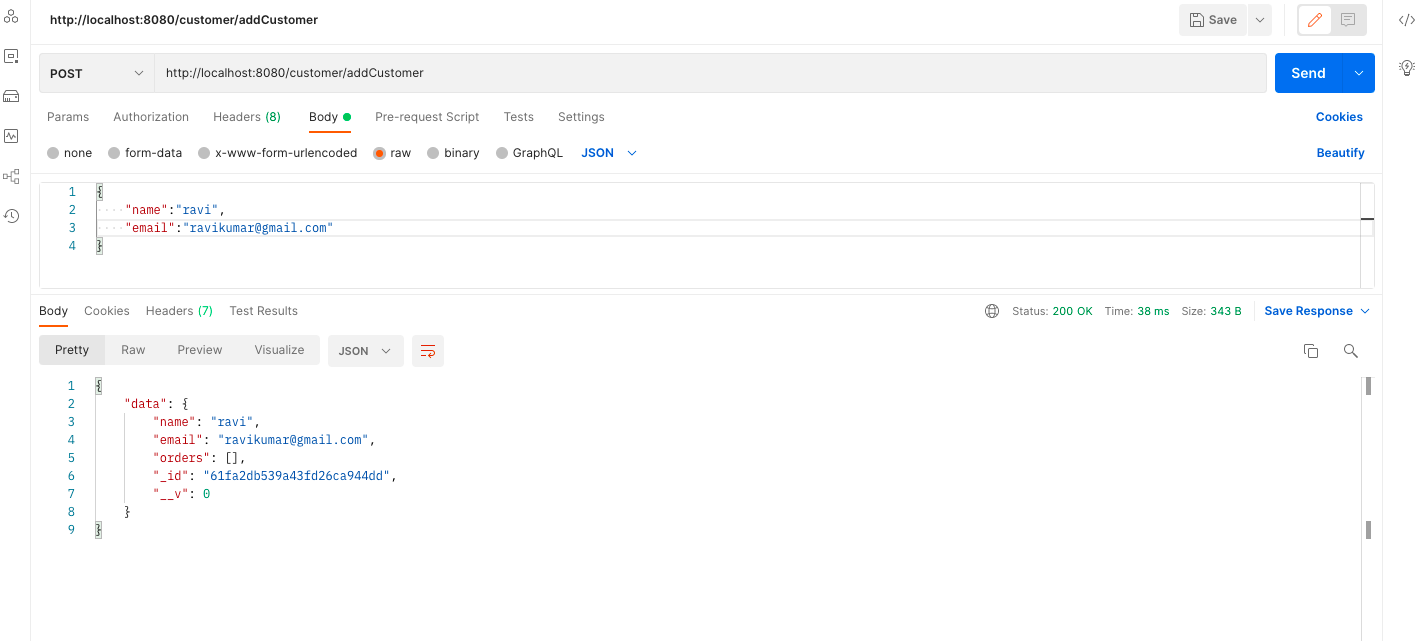 http://localhost:8080/customer/addCustomer
Save
</>
POST http://localhost:8080/customer/addCustomer Send
Params Authorization Headers (8) Body Pre-request Script Tests Settings Cookies
none form-data x-www-form-urlencoded raw binary GraphQL JSON Beautify
1 {
2 ····"name":"ravi",
3 ····"email":"ravikumar@gmail.com"
4 }
Body Cookies Headers (7) Test Results Status: 200 OK Time: 38 ms Size: 343 B Save Response
Pretty Raw Preview Visualize JSON
1 {
2 "data": {
3 "name": "ravi",
4 "email": "ravikumar@gmail.com",
5 "orders": [],
6 "_id": "61fa2db539a43fd26ca944dd",
7 "__v": 0
8 }
9 }